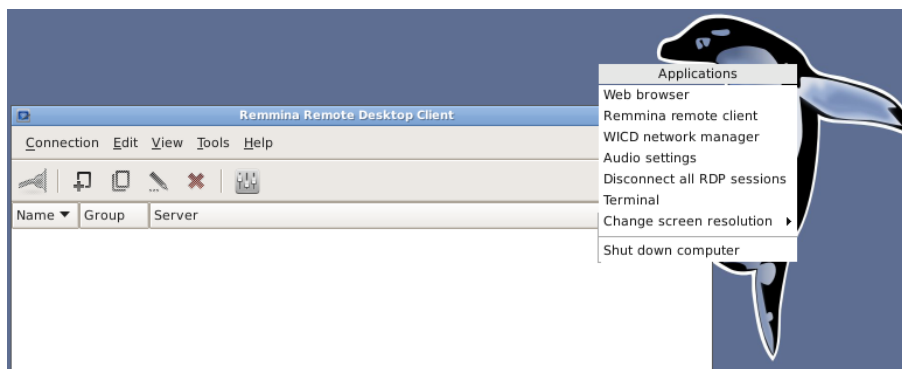 Applications
Web browser
Remmina remote client
WICD network manager
Audio settings
Disconnect all RDP sessions
Terminal
Change screen resolution
Shut down computer
Remmina Remote Desktop Client
Connection Edit View Tools Help
Name Group Server